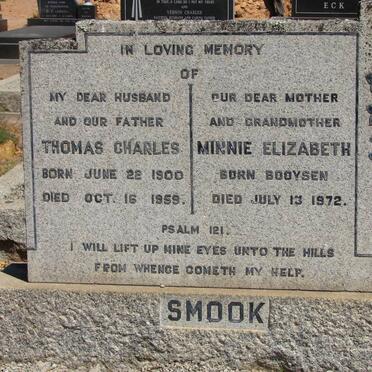 IN LOVING MEMORY
OF
MY DEAR HUSBAND
AND OUR FATHER
THOMAS CHARLES
BORN JUNE 28 1900
DIED OCT. 16 1959.
OUR DEAR MOTHER
AND GRANDMOTHER
MINNIE ELIZABETH
BORN BOOYSEN
DIED JULY 13 1972.
PSALM 121.
I WILL LIFT UP MINE EYES UNTO THE HILLS
FROM WHENCE COMETH MY HELP.
SMOOK
ECK